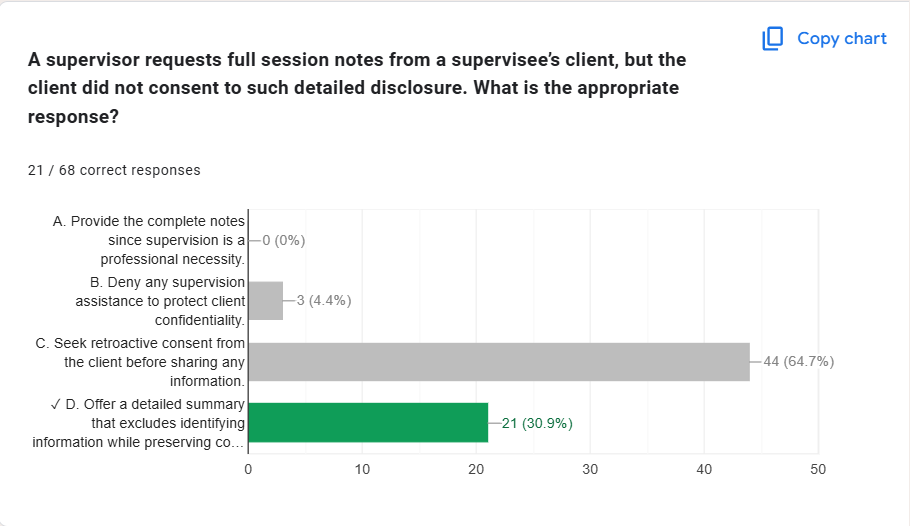 Copy chart
A supervisor requests full session notes from a supervisee’s client, but the
client did not consent to such detailed disclosure. What is the appropriate
response?
21 / 68 correct responses
A. Provide the complete notes
since supervision is a
professional necessity.
0 (0%)
B. Deny any supervision
assistance to protect client
confidentiality.
3 (4.4%)
C. Seek retroactive consent from
the client before sharing any
information.
44 (64.7%)
✓ D. Offer a detailed summary
that excludes identifying
information while preserving co…
21 (30.9%)
0 10 20 30 40 50